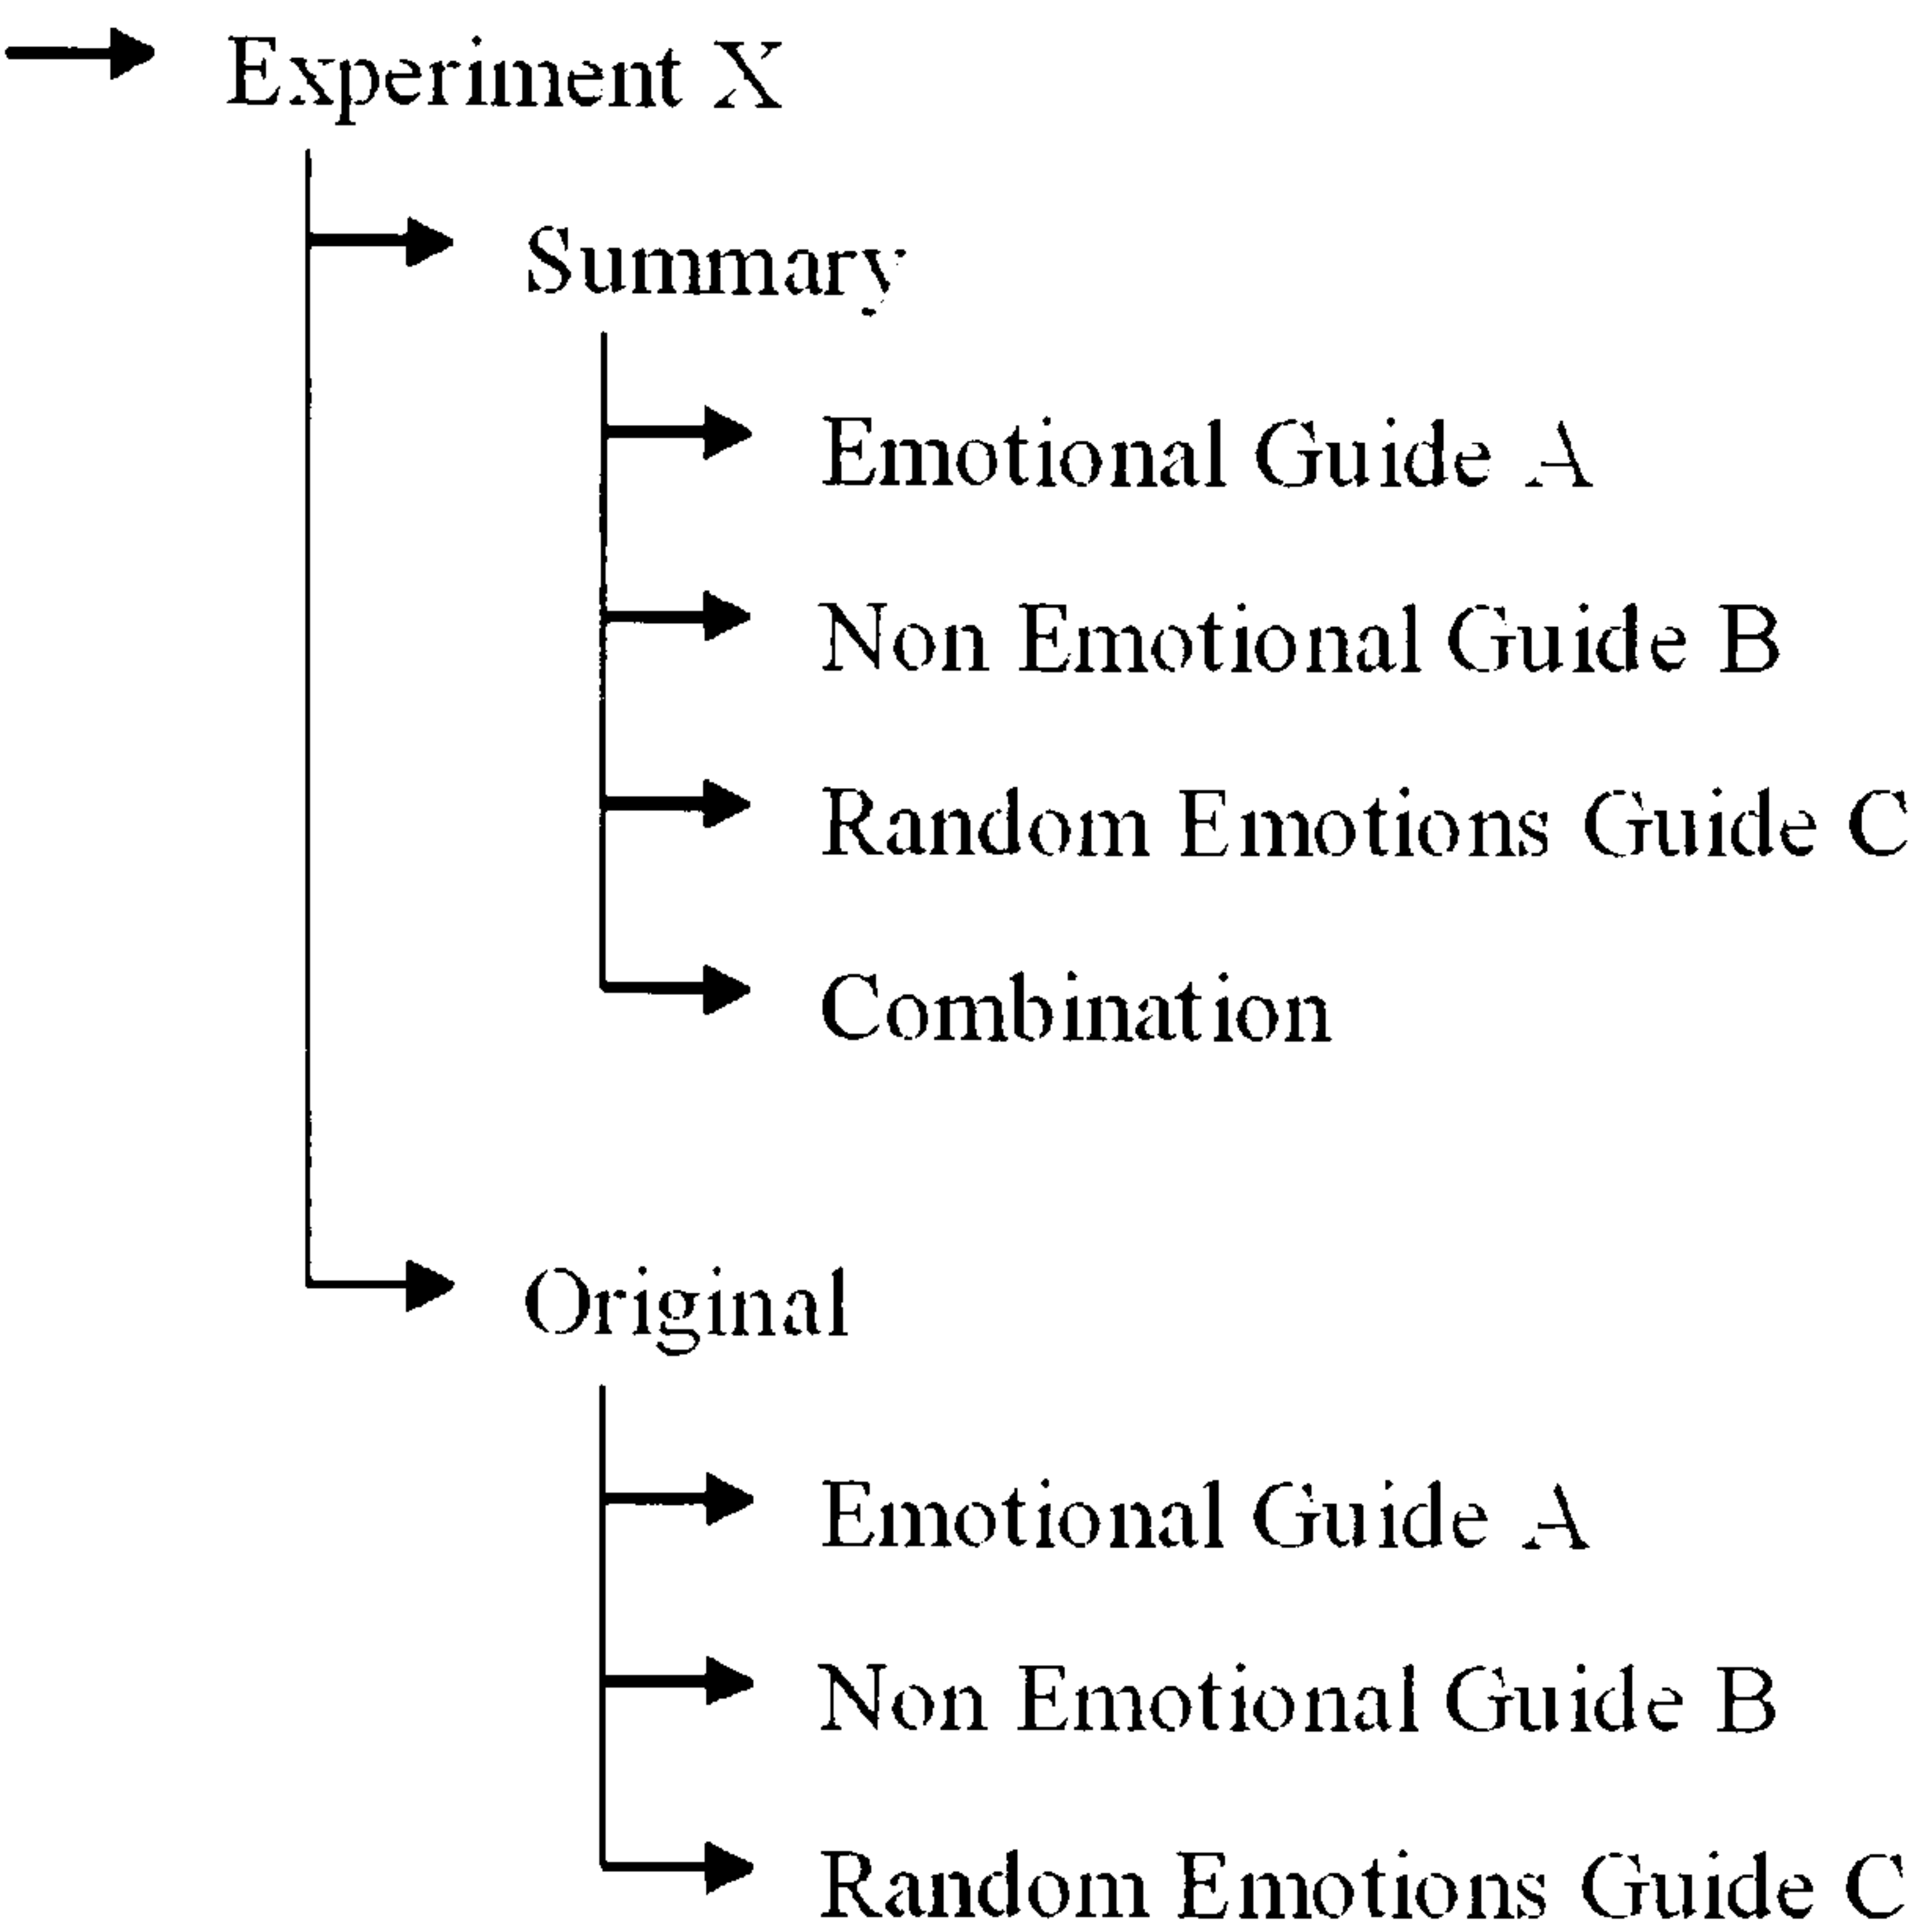 Experiment X
Summary
Emotional Guide A
Non Emotional Guide B
Random Emotions Guide C
Combination
Original
Emotional Guide A
Non Emotional Guide B
Random Emotions Guide C